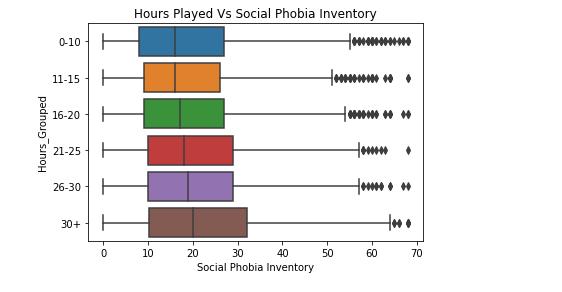 Hours Played Vs Social Phobia Inventory
0-10
11-15
16-20
21-25
26-30
30+
Hours_Grouped
0 10 20 30 40 50 60 70
Social Phobia Inventory